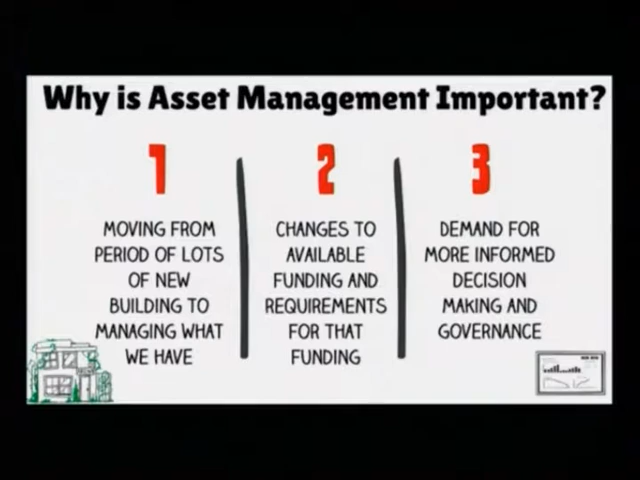 Why is Asset Management Important?
1
MOVING FROM
PERIOD OF LOTS
OF NEW
BUILDING TO
MANAGING WHAT
WE HAVE
2
CHANGES TO
AVAILABLE
FUNDING AND
REQUIREMENTS
FOR THAT
FUNDING
3
DEMAND FOR
MORE INFORMED
DECISION
MAKING AND
GOVERNANCE